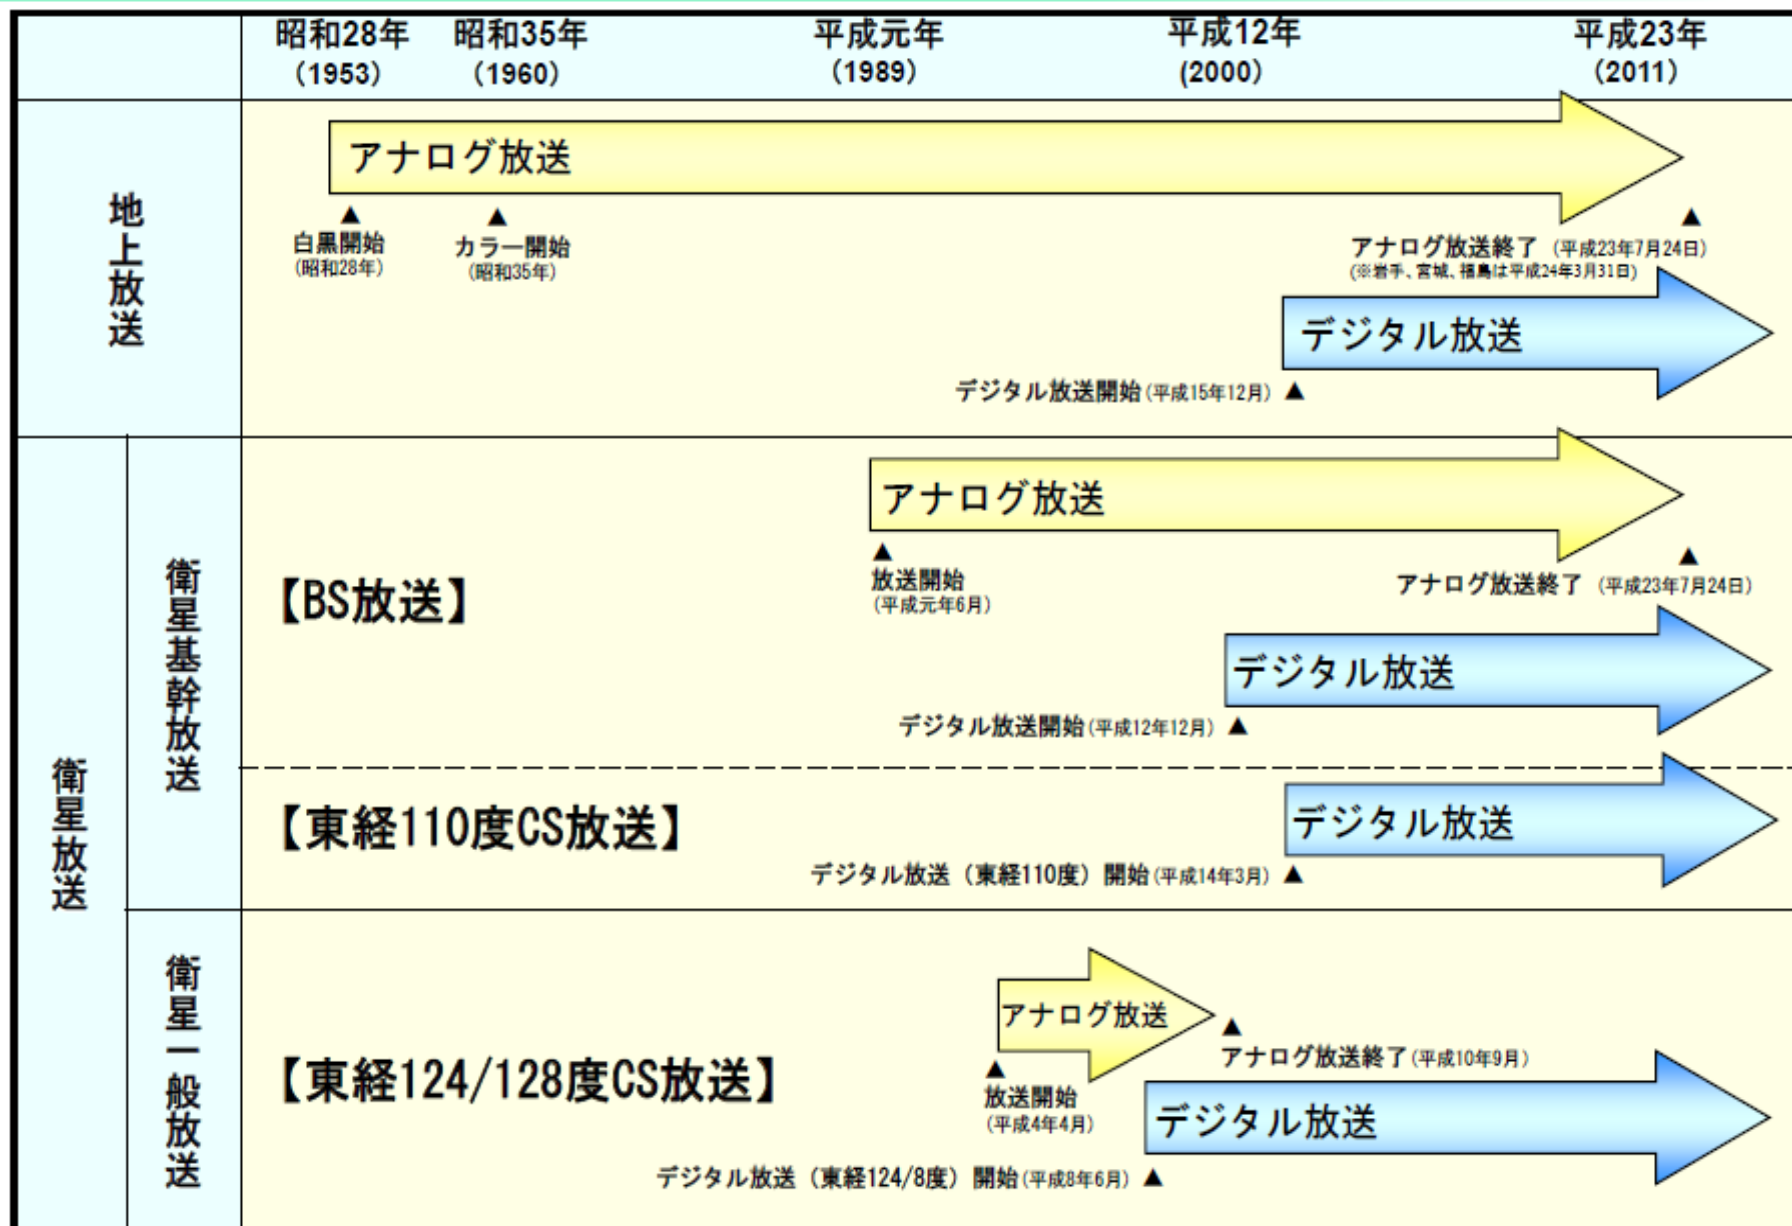 昭和28年
(1953)
昭和35年
(1960)
平成元年
(1989)
平成12年
(2000)
平成23年
(2011)
地上放送
アナログ放送
▲
白黒開始
(昭和28年)
▲
カラー開始
(昭和35年)
▲
アナログ放送終了 (平成23年7月24日)
(※岩手、宮城、福島は平成24年3月31日)
デジタル放送
デジタル放送開始(平成15年12月) ▲
衛星放送
衛星基幹放送
【BS放送】
アナログ放送
▲
放送開始
(平成元年6月)
▲
アナログ放送終了 (平成23年7月24日)
デジタル放送
デジタル放送開始(平成12年12月) ▲
【東経110度CS放送】
デジタル放送
デジタル放送(東経110度)開始(平成14年3月) ▲
衛星一般放送
【東経124/128度CS放送】
アナログ放送
▲
放送開始
(平成4年4月)
▲
アナログ放送終了(平成10年9月)
デジタル放送
デジタル放送(東経124/8度)開始(平成8年6月) ▲